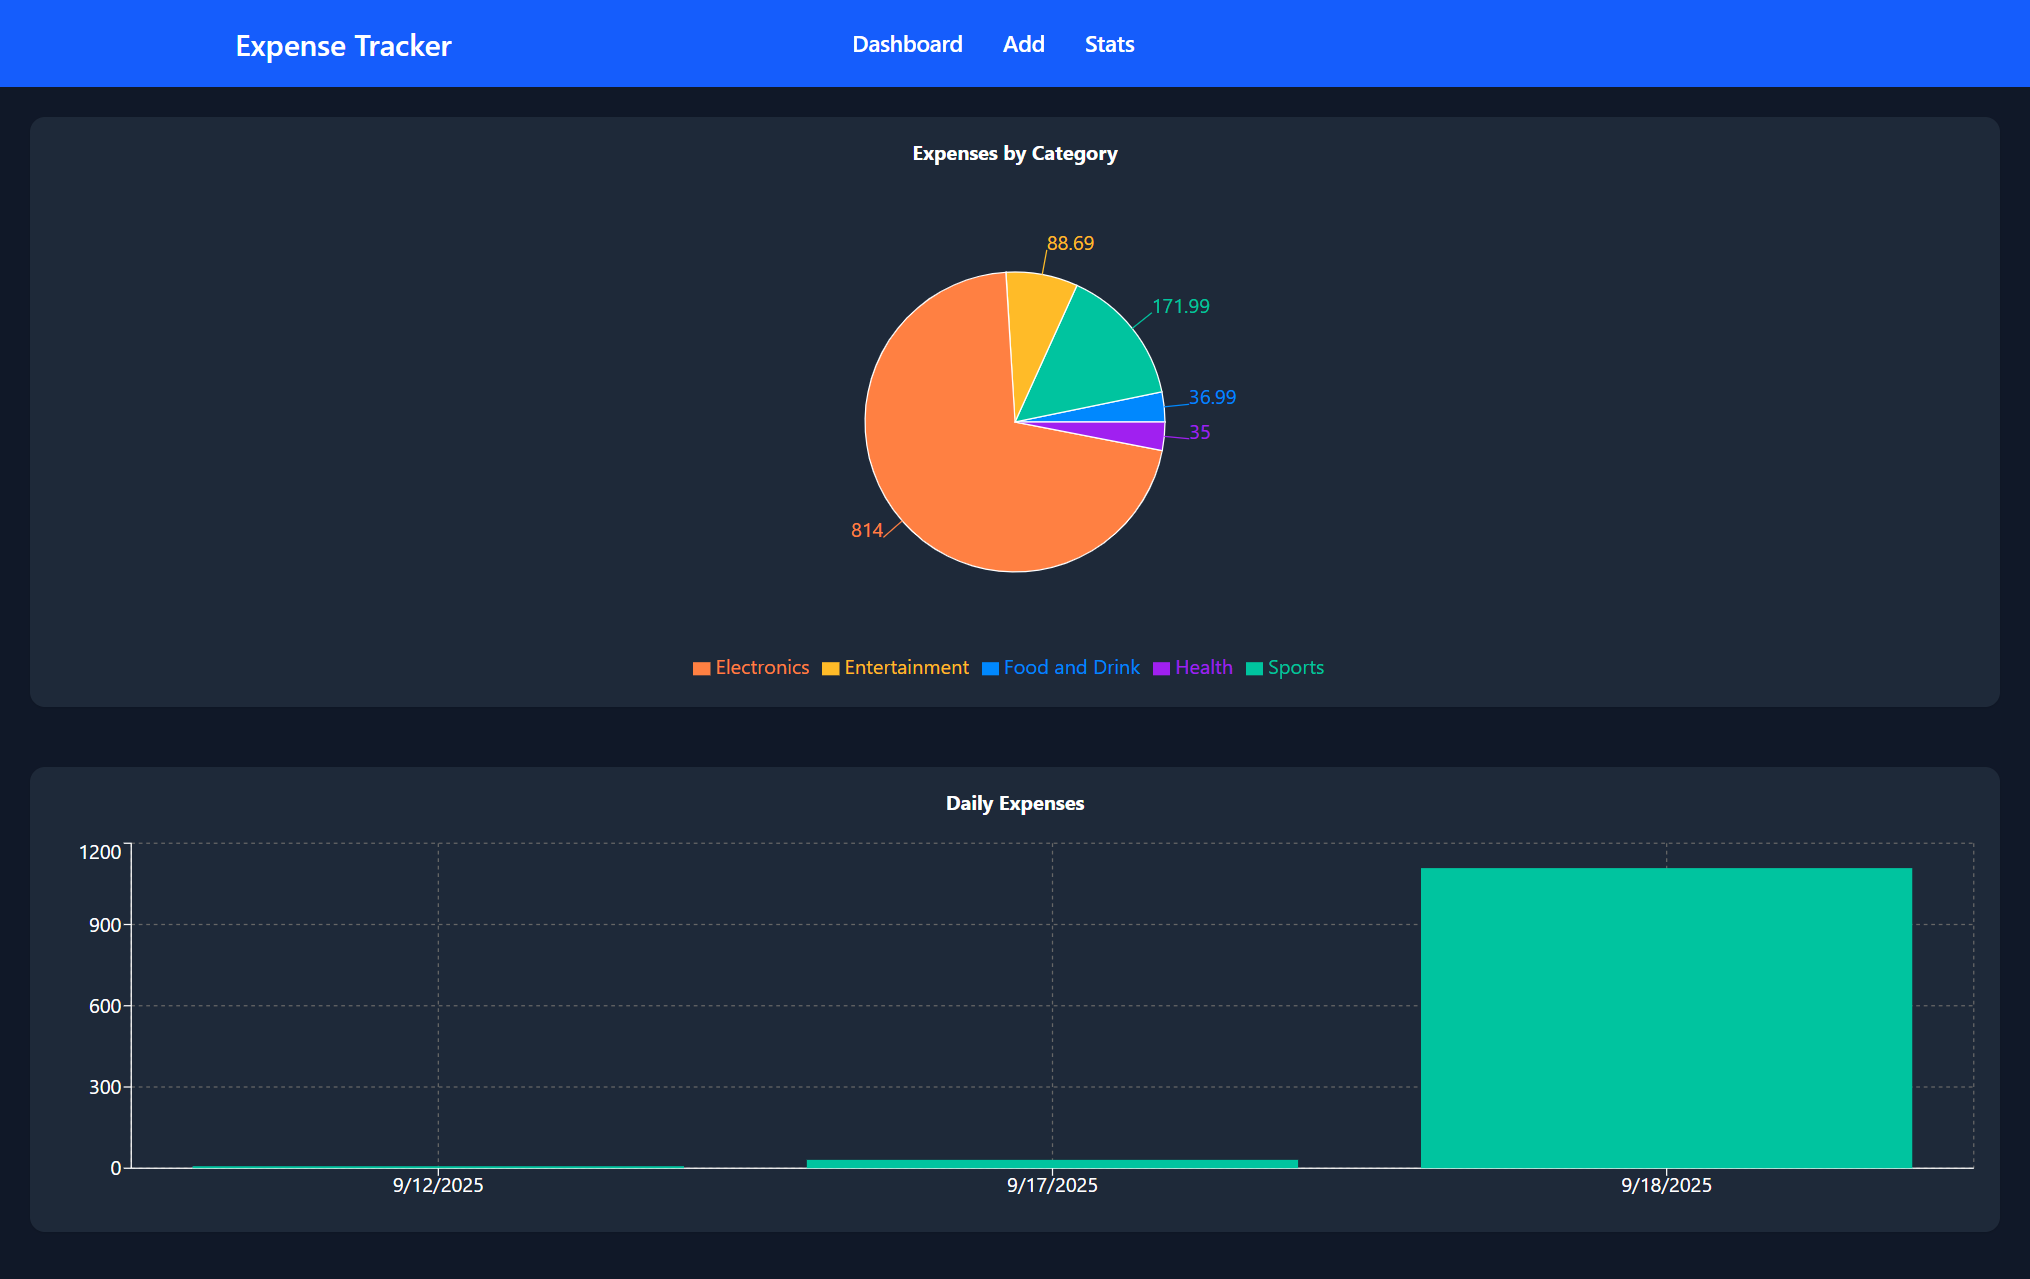 Expense Tracker
Dashboard Add Stats
Expenses by Category
88.69
171.99
36.99
35
814
Electronics Entertainment Food and Drink Health Sports
Daily Expenses
1200
900
600
300
0
9/12/2025 9/17/2025 9/18/2025